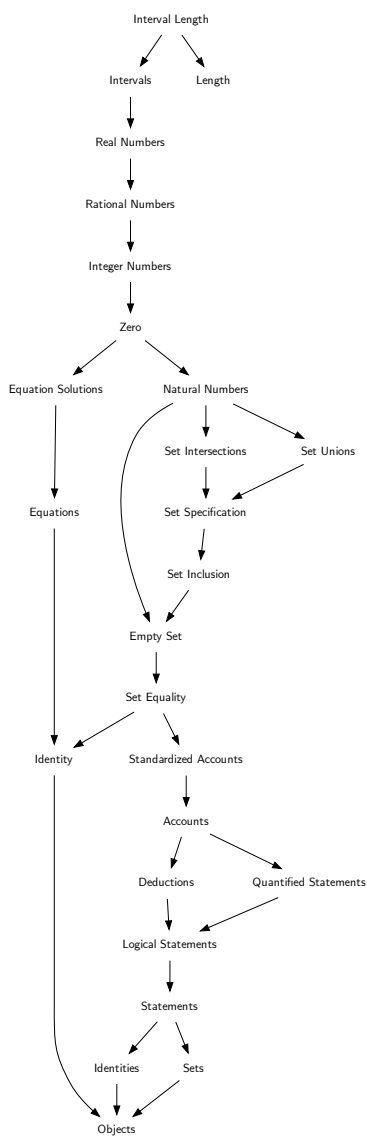 Interval Length
Intervals
Length
Real Numbers
Rational Numbers
Integer Numbers
Zero
Equation Solutions
Natural Numbers
Set Intersections
Set Unions
Equations
Set Specification
Set Inclusion
Empty Set
Set Equality
Identity
Standardized Accounts
Accounts
Deductions
Quantified Statements
Logical Statements
Statements
Identities
Sets
Objects